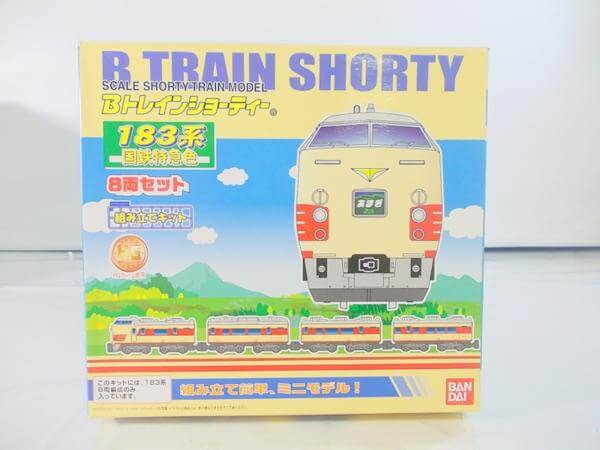 B TRAIN SHORTY
SCALE SHORTY TRAIN MODEL
Bトレインショーティー®
183系
国鉄特急色
8両セット
組み立てキット
あまぎ
このキットには、183系
8両編成のみ
入っています。
組み立て簡単、ミニモデル!
BAN
DAI